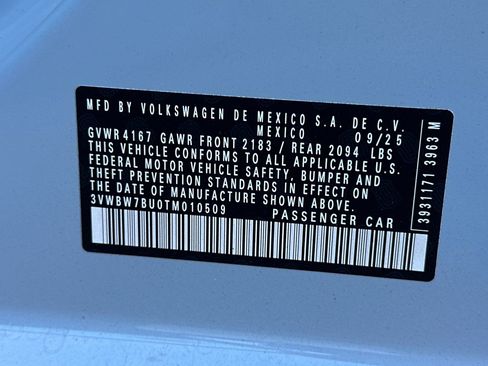 MFD BY VOLKSWAGEN DE MEXICO S.A. DE C.V.
MEXICO 09/25
GVWR 4167 GAWR FRONT 2183 / REAR 2094 LBS
THIS VEHICLE CONFORMS TO ALL APPLICABLE U.S.
FEDERAL MOTOR VEHICLE SAFETY, BUMPER, AND
THEFT PREVENTION STANDARDS IN EFFECT ON
THE DATE OF MANUFACTURE SHOWN ABOVE.
3VWBW7BU0TM010509 PASSENGER CAR
3931171 3963 M